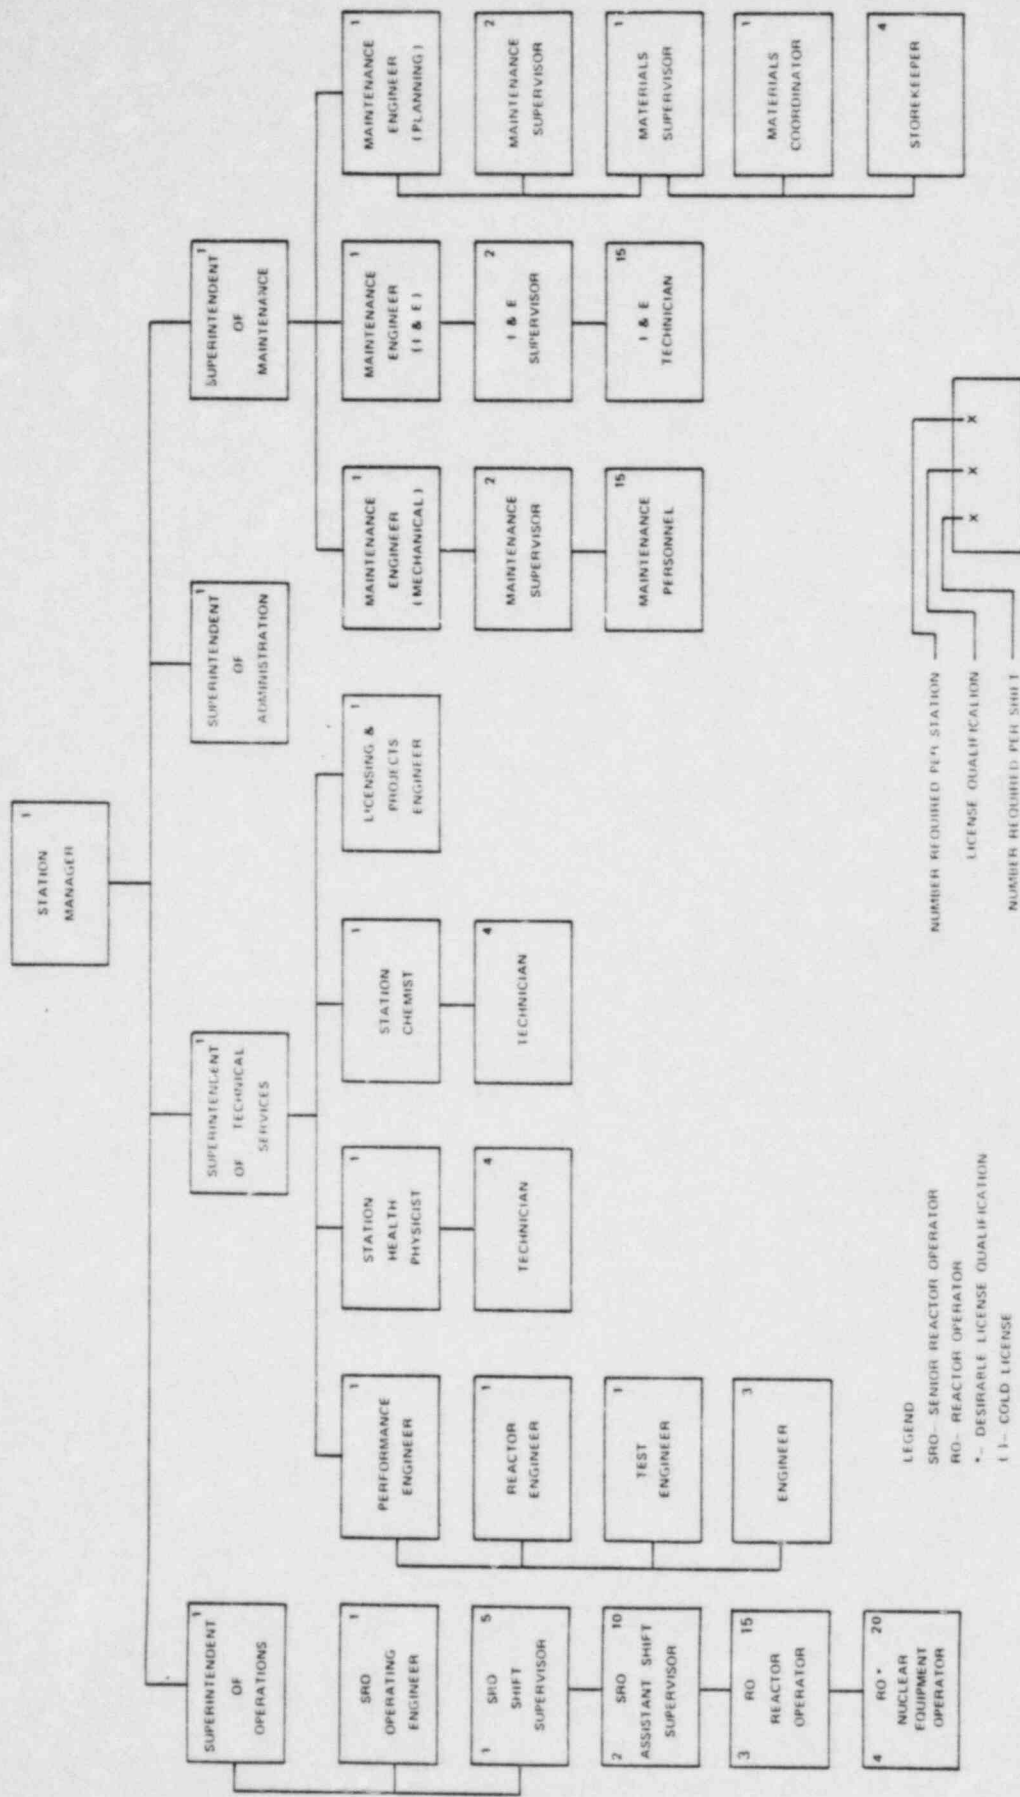 1
STATION
MANAGER
1
SUPERINTENDENT
OF
OPERATIONS
1
SUPERINTENDENT
OF TECHNICAL
SERVICES
1
SUPERINTENDENT
OF
ADMINISTRATION
1
SUPERINTENDENT
OF
MAINTENANCE
1
SRO
OPERATING
ENGINEER
1 SRO 5
SHIFT
SUPERVISOR
2 SRO 10
ASSISTANT SHIFT
SUPERVISOR
3 RO 15
REACTOR
OPERATOR
4 RO * 20
NUCLEAR
EQUIPMENT
OPERATOR
1
PERFORMANCE
ENGINEER
1
REACTOR
ENGINEER
1
TEST
ENGINEER
3
ENGINEER
1
STATION
HEALTH
PHYSICIST
4
TECHNICIAN
1
STATION
CHEMIST
4
TECHNICIAN
1
LICENSING &
PROJECTS
ENGINEER
1
MAINTENANCE
ENGINEER
(MECHANICAL)
2
MAINTENANCE
SUPERVISOR
15
MAINTENANCE
PERSONNEL
1
MAINTENANCE
ENGINEER
(I & E)
2
I & E
SUPERVISOR
15
I & E
TECHNICIAN
1
MAINTENANCE
ENGINEER
(PLANNING)
2
MAINTENANCE
SUPERVISOR
1
MATERIALS
SUPERVISOR
1
MATERIALS
COORDINATOR
4
STOREKEEPER
LEGEND
SRO- SENIOR REACTOR OPERATOR
RO- REACTOR OPERATOR
*- DESIRABLE LICENSE QUALIFICATION
( )- COLD LICENSE
NUMBER REQUIRED PER STATION
LICENSE QUALIFICALION
NUMBER REQUIRED PER SHIFT
X X X